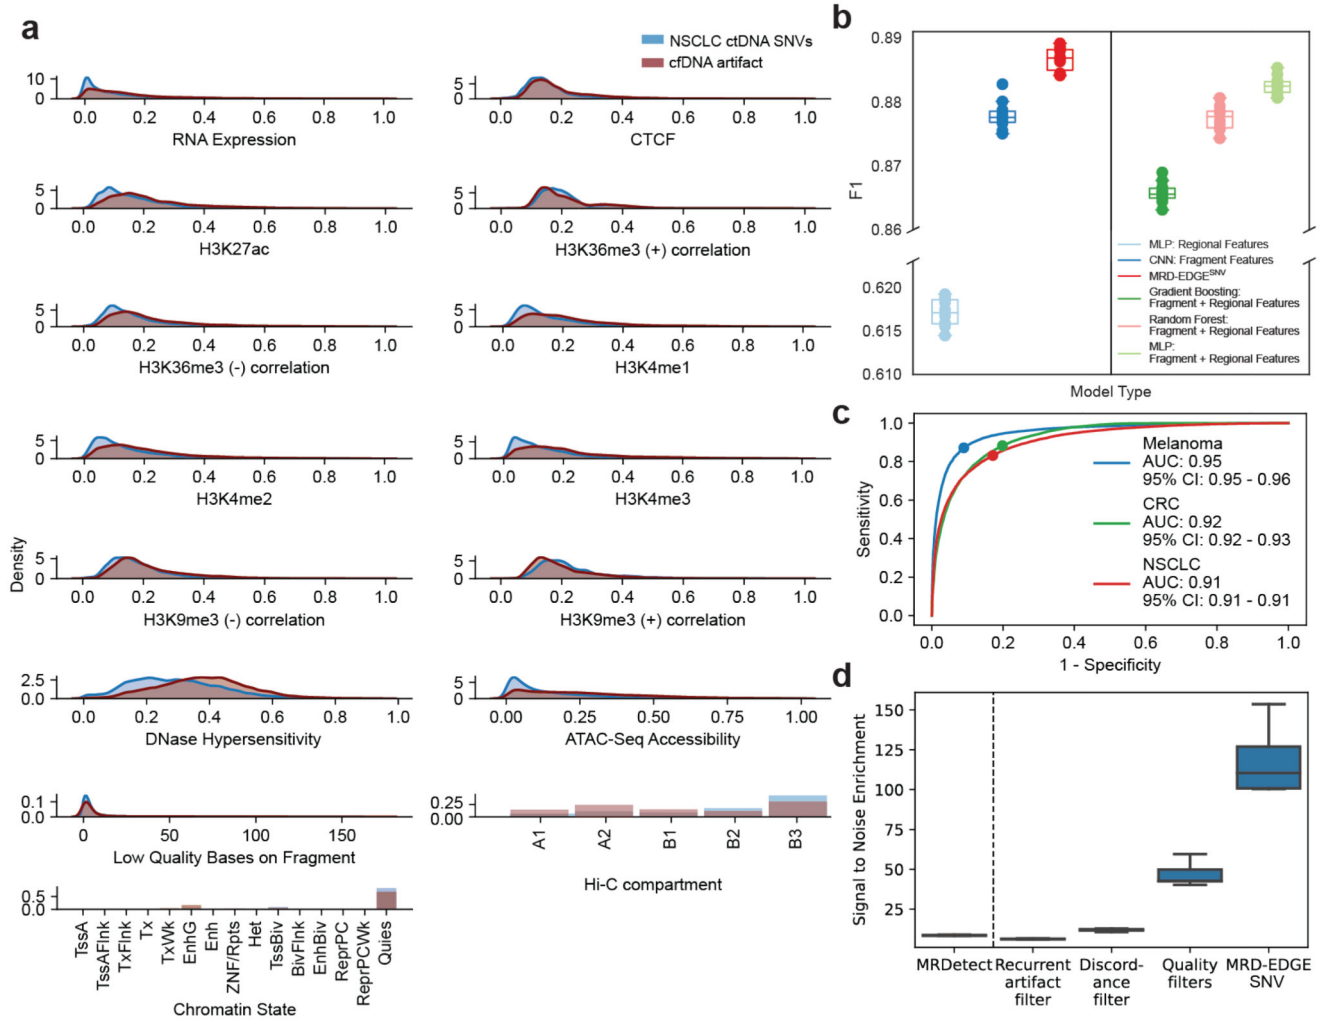 a
NSCLC ctDNA SNVs
cfDNA artifact
Density
10
0
0.0 0.2 0.4 0.6 0.8 1.0
RNA Expression
5
0
0.0 0.2 0.4 0.6 0.8 1.0
CTCF
5
0
0.0 0.2 0.4 0.6 0.8 1.0
H3K27ac
5
0
0.0 0.2 0.4 0.6 0.8 1.0
H3K36me3 (+) correlation
5
0
0.0 0.2 0.4 0.6 0.8 1.0
H3K36me3 (-) correlation
5
0
0.0 0.2 0.4 0.6 0.8 1.0
H3K4me1
5
0
0.0 0.2 0.4 0.6 0.8 1.0
H3K4me2
5
0
0.0 0.2 0.4 0.6 0.8 1.0
H3K4me3
5
0
0.0 0.2 0.4 0.6 0.8 1.0
H3K9me3 (-) correlation
5
0
0.0 0.2 0.4 0.6 0.8 1.0
H3K9me3 (+) correlation
2.5
0.0
0.0 0.2 0.4 0.6 0.8 1.0
DNase Hypersensitivity
5
0
0.00 0.25 0.50 0.75 1.00
ATAC-Seq Accessibility
0.1
0.0
0 50 100 150
Low Quality Bases on Fragment
0.25
0.00
A1 A2 B1 B2 B3
Hi-C compartment
0.5
0.0
TssA TssAFlnk TxFlnk Tx TxWk EnhG Enh ZNF/Rpts Het TssBiv BivFlnk EnhBiv ReprPC ReprPCWk Quies
Chromatin State
b
0.89
0.88
0.87
0.86
0.620
0.615
0.610
F1
MLP: Regional Features
CNN: Fragment Features
MRD-EDGE^SNV
Gradient Boosting:
Fragment + Regional Features
Random Forest:
Fragment + Regional Features
MLP:
Fragment + Regional Features
Model Type
c
1.0
0.8
0.6
0.4
0.2
0.0
Sensitivity
Melanoma
AUC: 0.95
95% CI: 0.95 - 0.96
CRC
AUC: 0.92
95% CI: 0.92 - 0.93
NSCLC
AUC: 0.91
95% CI: 0.91 - 0.91
0.0 0.2 0.4 0.6 0.8 1.0
1 - Specificity
d
150
125
100
75
50
25
Signal to Noise Enrichment
MRDetect
Recurrent
artifact
filter
Discord-
ance
filter
Quality
filters
MRD-EDGE
SNV